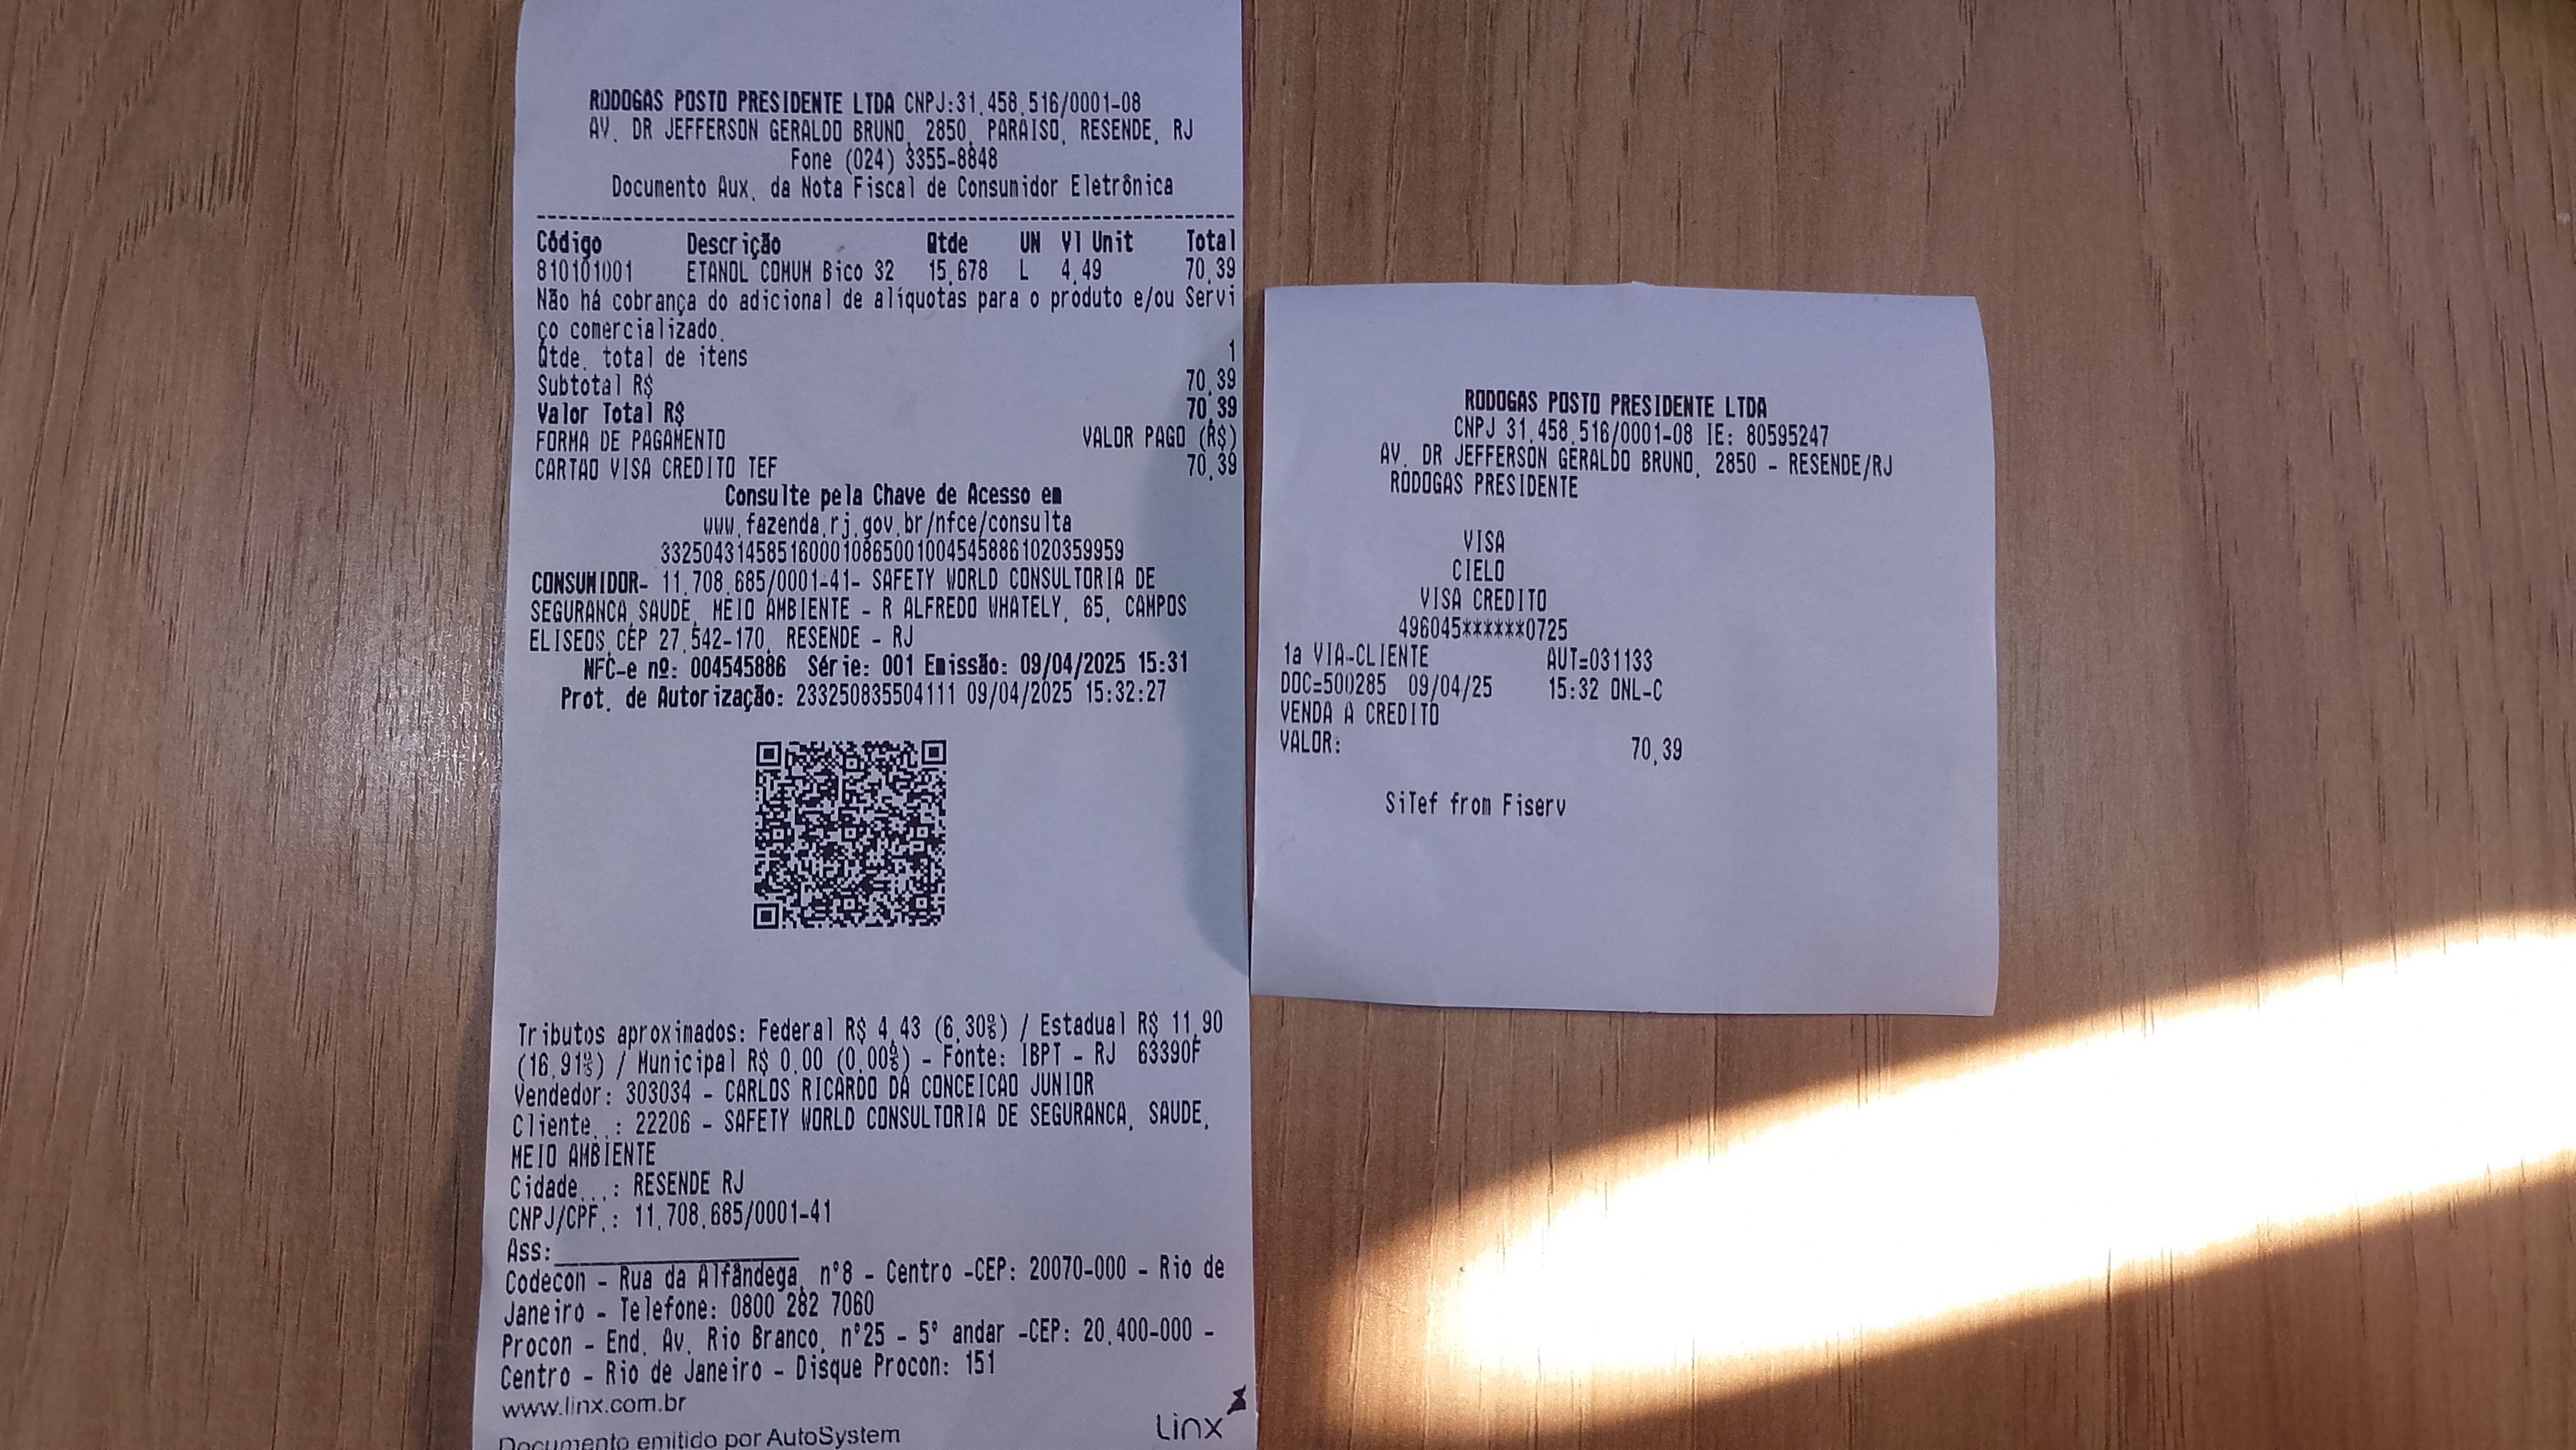 RODOGAS POSTO PRESIDENTE LTDA CNPJ:31.458.516/0001-08
AV. DR JEFFERSON GERALDO BRUNO, 2850, PARAISO, RESENDE, RJ
Fone (024) 3355-8848
Documento Aux. da Nota Fiscal de Consumidor Eletrônica
Código Descrição Qtde UN Vl Unit Total
810101001 ETANOL COMUM Bico 32 15,678 L 4,49 70,39
Não há cobrança do adicional de alíquotas para o produto e/ou Servi
ço comercializado.
Qtde. total de itens 1
Subtotal R$ 70,39
Valor Total R$ 70,39
FORMA DE PAGAMENTO VALOR PAGO (R$)
CARTAO VISA CREDITO TEF 70,39
Consulte pela Chave de Acesso em
www.fazenda.rj.gov.br/nfce/consulta
33250431458516000108650010045458861020359959
CONSUMIDOR- 11.708.685/0001-41- SAFETY WORLD CONSULTORIA DE
SEGURANCA,SAUDE, MEIO AMBIENTE - R ALFREDO WHATELY, 65, CAMPOS
ELISEOS,CEP 27.542-170, RESENDE - RJ
NFC-e nº: 004545886 Série: 001 Emissão: 09/04/2025 15:31
Prot. de Autorização: 233250835504111 09/04/2025 15:32:27
Tributos aproximados: Federal R$ 4,43 (6,30%) / Estadual R$ 11,90
(16,91%) / Municipal R$ 0,00 (0,00%) - Fonte: IBPT - RJ 63390F
Vendedor: 303034 - CARLOS RICARDO DA CONCEICAO JUNIOR
Cliente..: 22206 - SAFETY WORLD CONSULTORIA DE SEGURANCA, SAUDE,
MEIO AMBIENTE
Cidade...: RESENDE RJ
CNPJ/CPF.: 11.708.685/0001-41
Ass:____________________
Codecon - Rua da Alfândega, n°8 - Centro -CEP: 20070-000 - Rio de
Janeiro - Telefone: 0800 282 7060
Procon - End. Av. Rio Branco, n°25 - 5° andar -CEP: 20.400-000 -
Centro - Rio de Janeiro - Disque Procon: 151
www.linx.com.br
Documento emitido por AutoSystem
Linx
RODOGAS POSTO PRESIDENTE LTDA
CNPJ 31.458.516/0001-08 IE: 80595247
AV. DR JEFFERSON GERALDO BRUNO, 2850 - RESENDE/RJ
RODOGAS PRESIDENTE
VISA
CIELO
VISA CREDITO
496045******0725
1a VIA-CLIENTE AUT=031133
DOC=500285 09/04/25 15:32 ONL-C
VENDA A CREDITO
VALOR: 70,39
SiTef from Fiserv